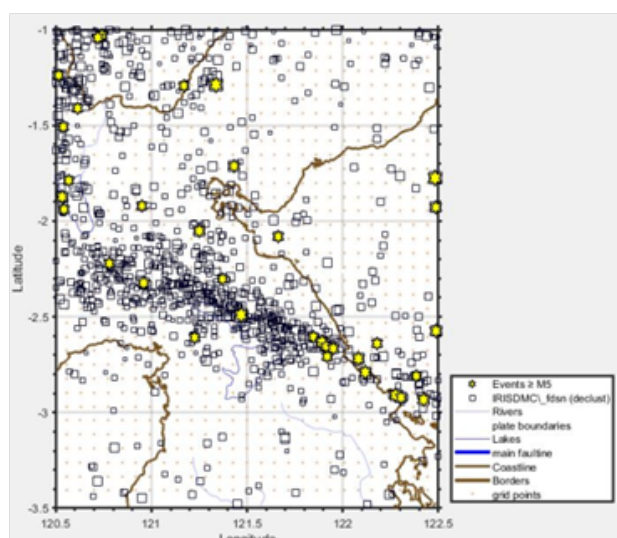 -1
-1.5
-2
-2.5
-3
-3.5
Latitude
120.5 121 121.5 122 122.5
Longitude
Events ≥ M5
IRISDMC\_fdsn (declust)
Rivers
plate boundaries
Lakes
main faultline
Coastline
Borders
grid points